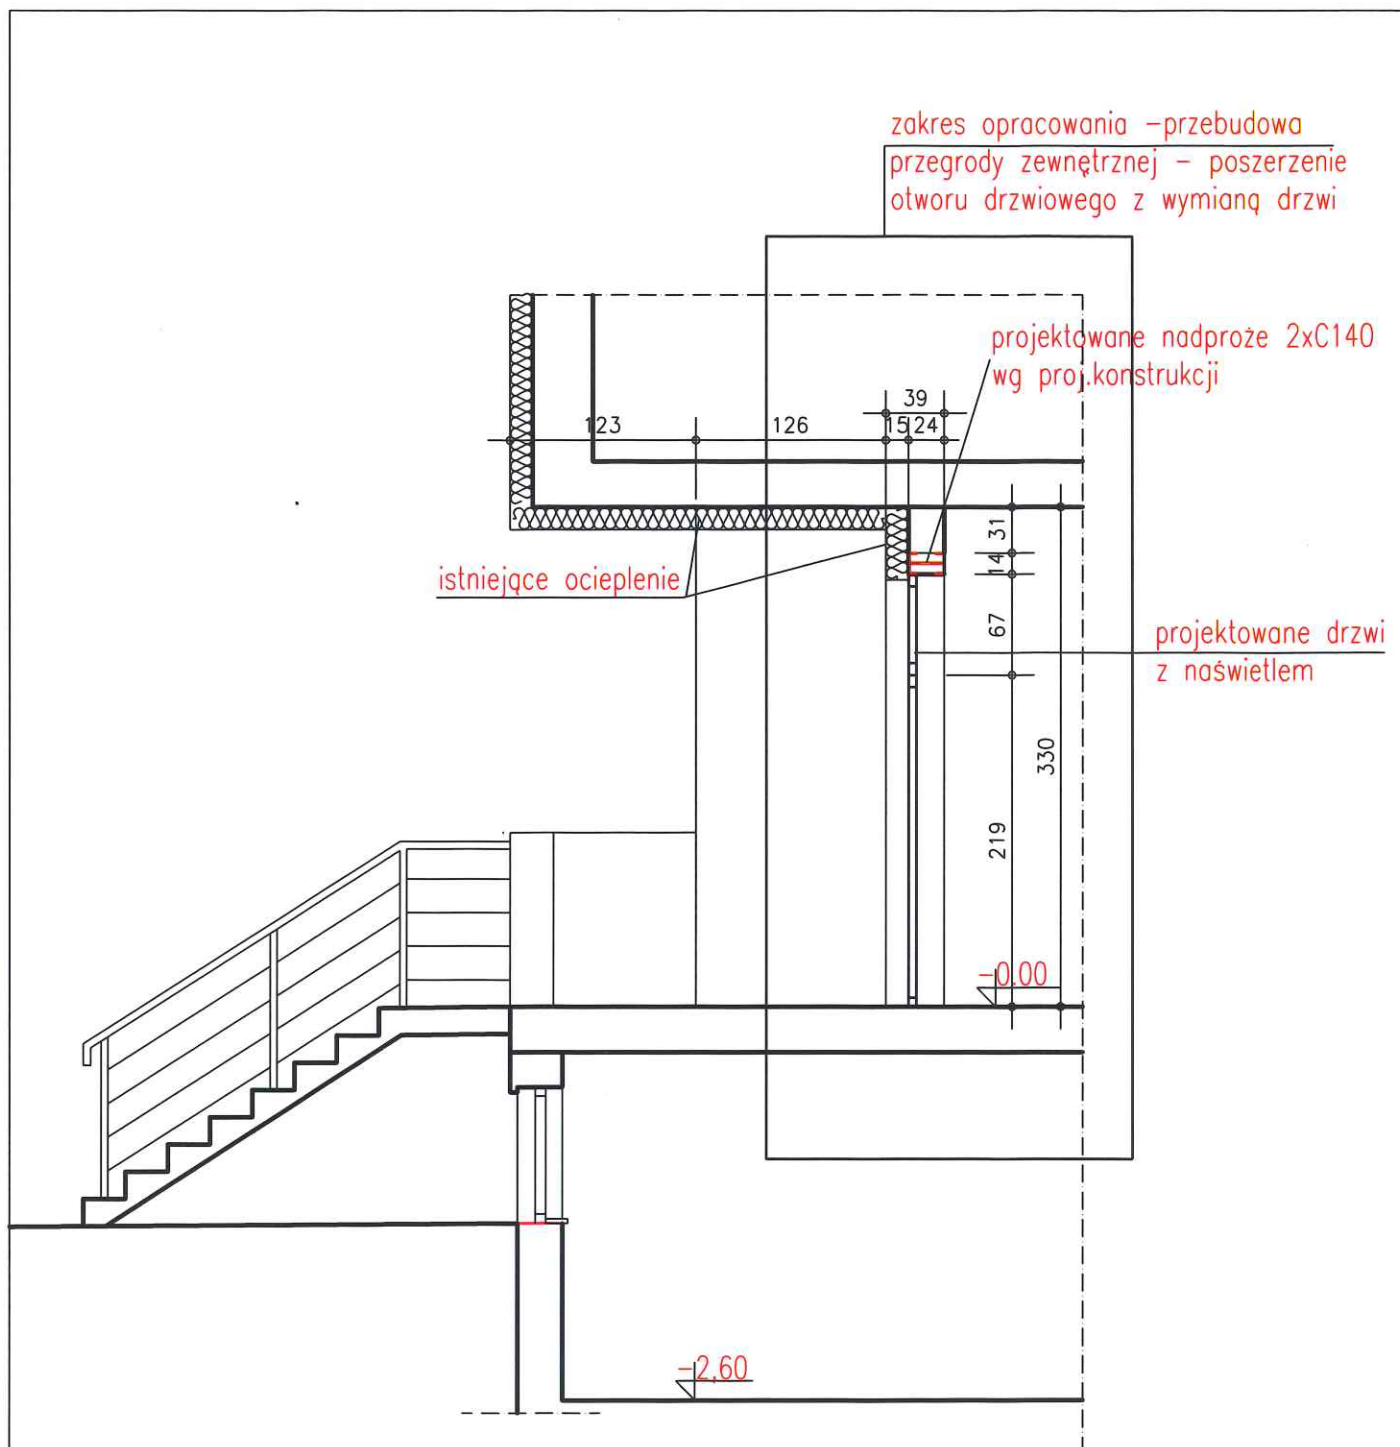 zakres opracowania -przebudowa
przegrody zewnętrznej - poszerzenie
otworu drzwiowego z wymianą drzwi
projektowane nadproże 2xC140
wg proj.konstrukcji
39
123
126
15
24
31
14
istniejące ocieplenie
67
projektowane drzwi
z naświetlem
330
219
-0.00
-2,60